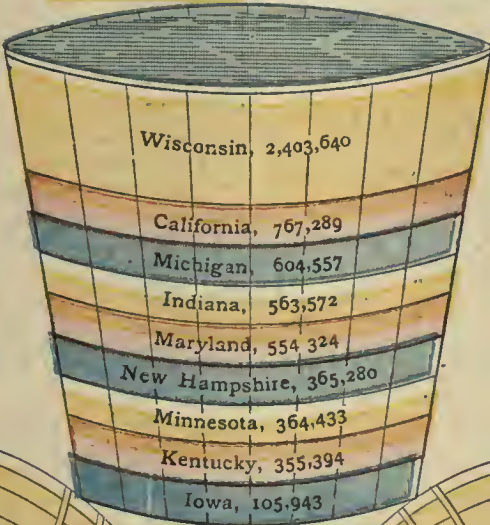 Wisconsin, 2,403,640
California, 767,289
Michigan, 604,557
Indiana, 563,572
Maryland, 554 324
New Hampshire, 365,280
Minnesota, 364,433
Kentucky, 355,394
Iowa, 105,943